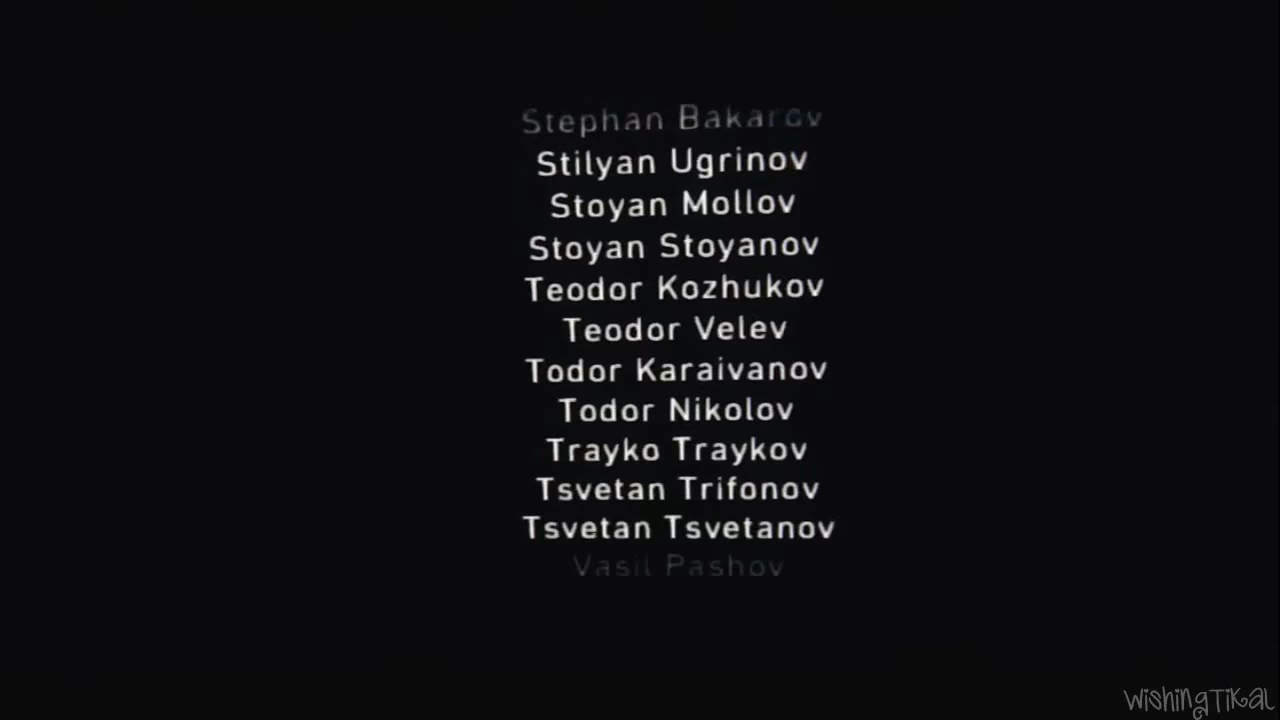 Stephan Bakarov
Stilyan Ugrinov
Stoyan Mollov
Stoyan Stoyanov
Teodor Kozhukov
Teodor Velev
Todor Karaivanov
Todor Nikolov
Trayko Traykov
Tsvetan Trifonov
Tsvetan Tsvetanov
Vasil Pashov
WishingTikal